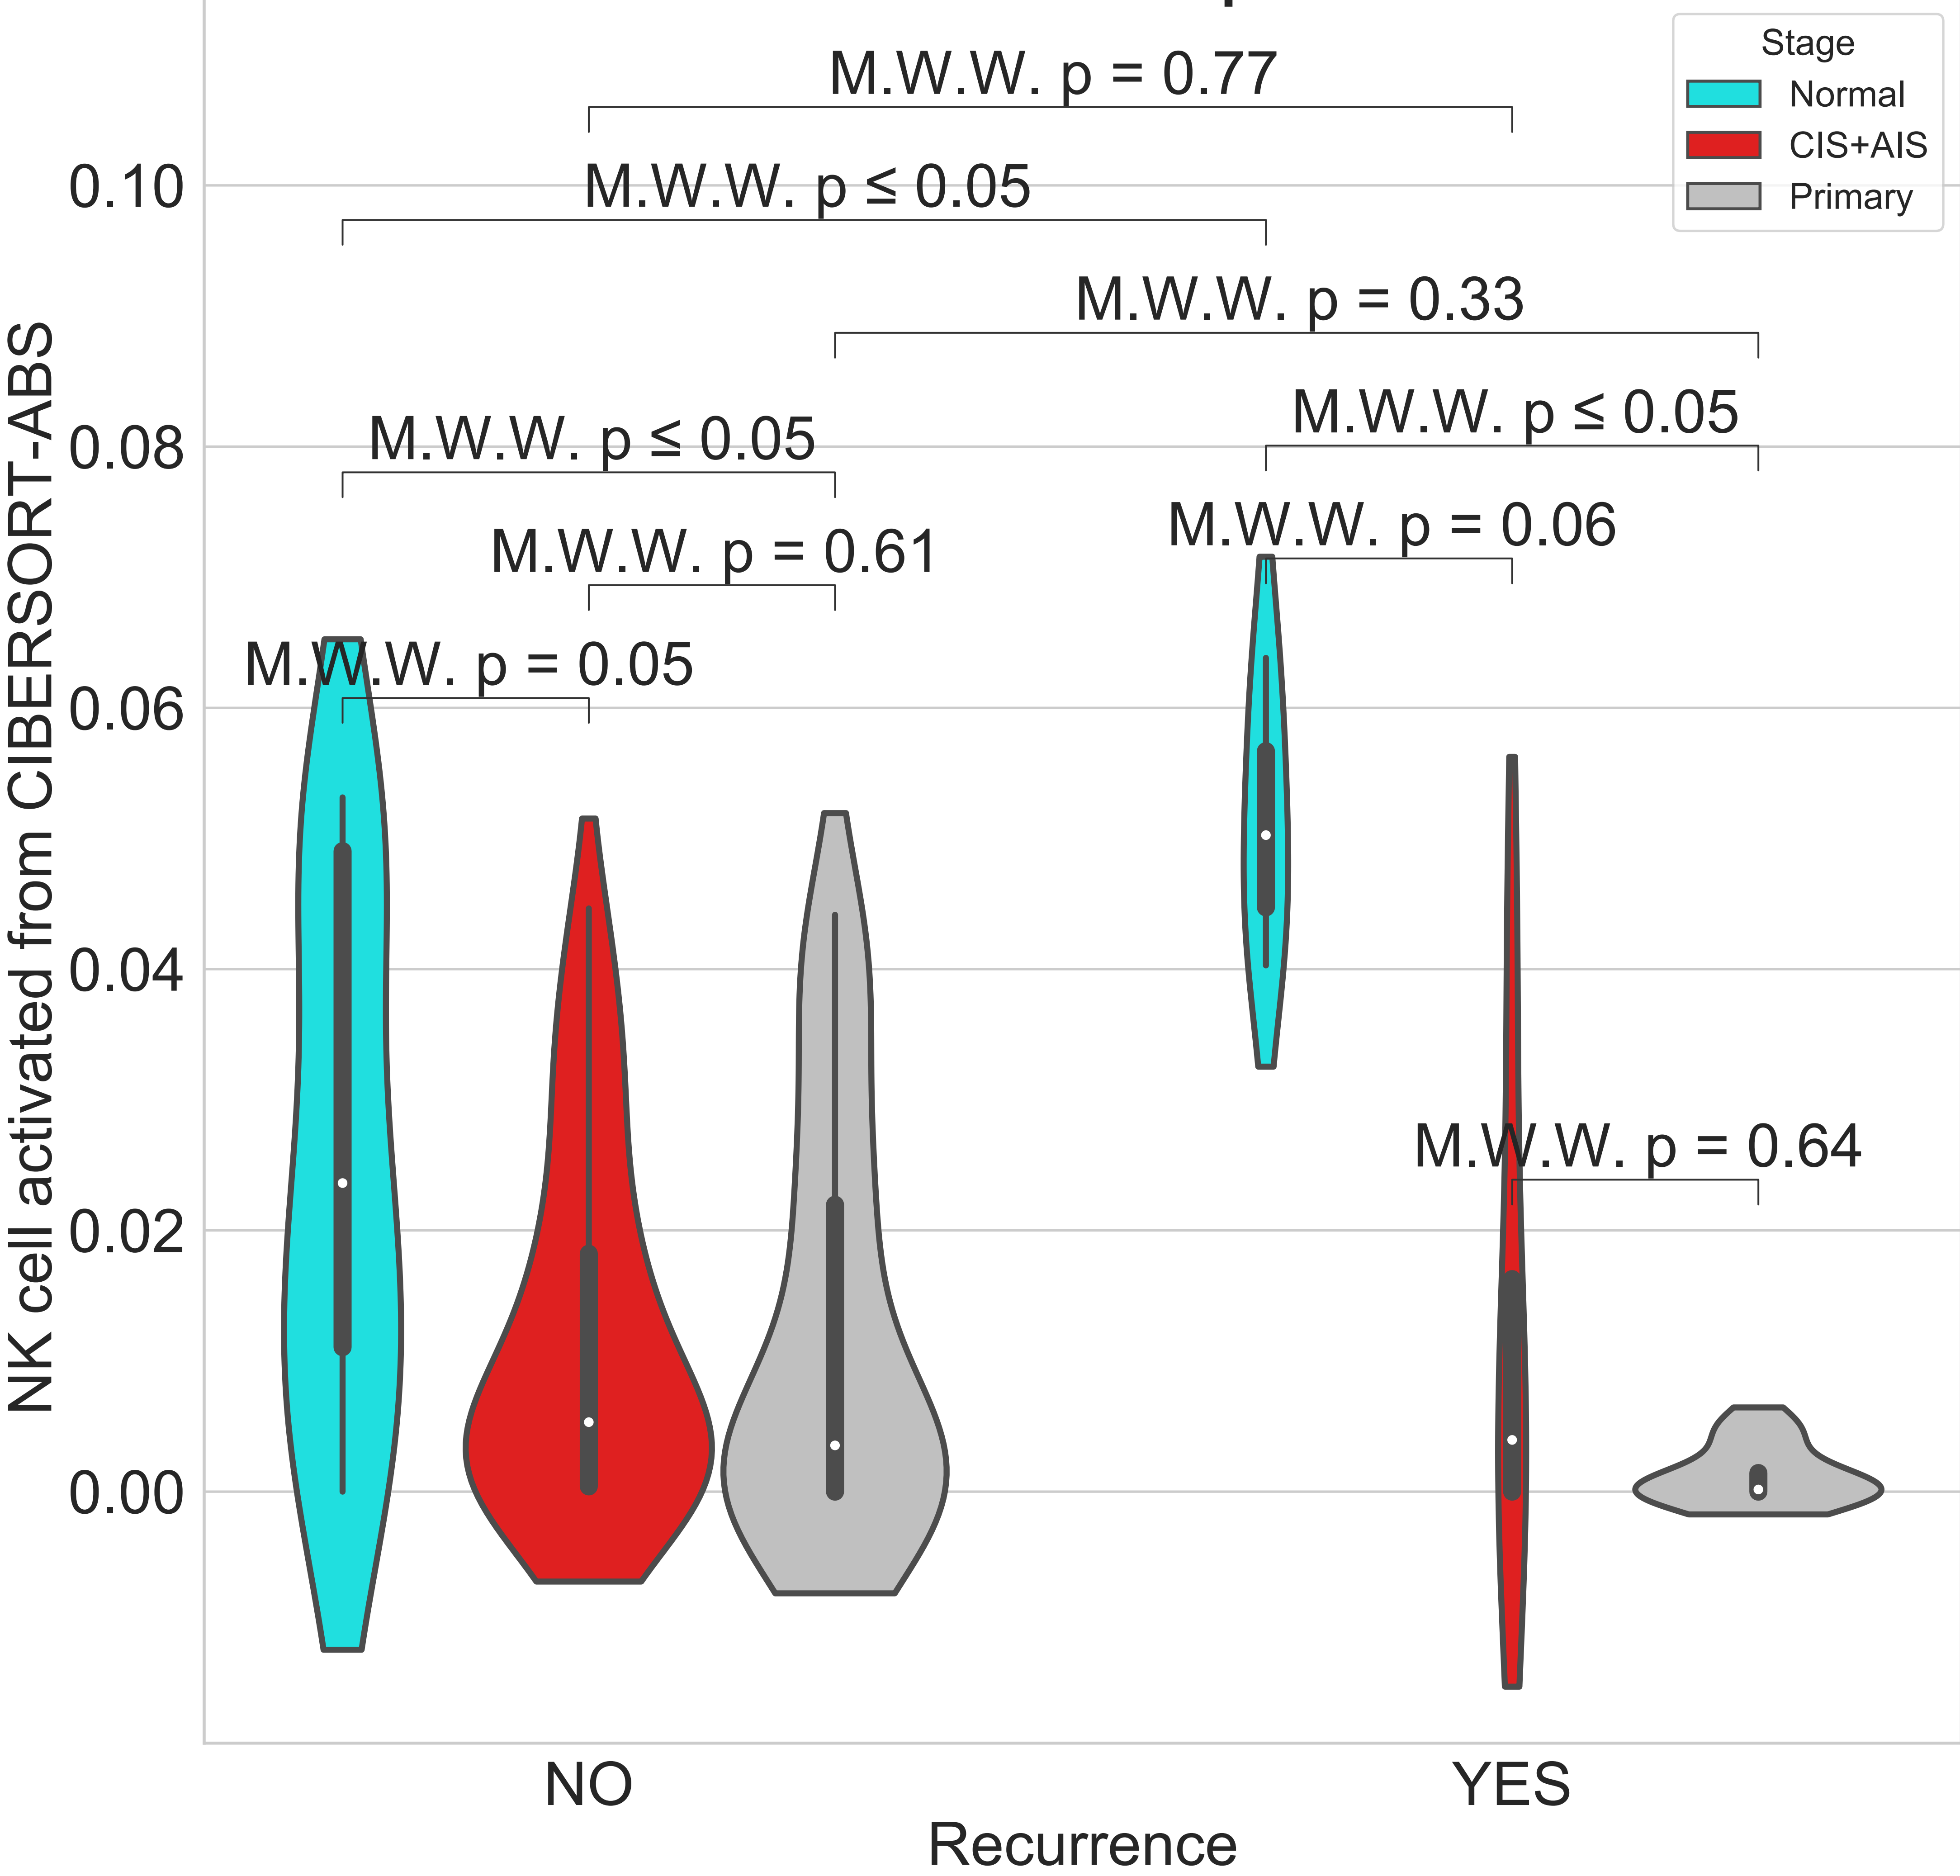 M.W.W. p = 0.77
Stage
Normal
CIS+AIS
Primary
0.10
M.W.W. p ≤ 0.05
M.W.W. p = 0.33
M.W.W. p ≤ 0.05
0.08
M.W.W. p ≤ 0.05
M.W.W. p = 0.06
M.W.W. p = 0.61
M.W.W. p = 0.05
0.06
0.04
M.W.W. p = 0.64
0.02
0.00
NK cell activated from CIBERSORT-ABS
NO
YES
Recurrence